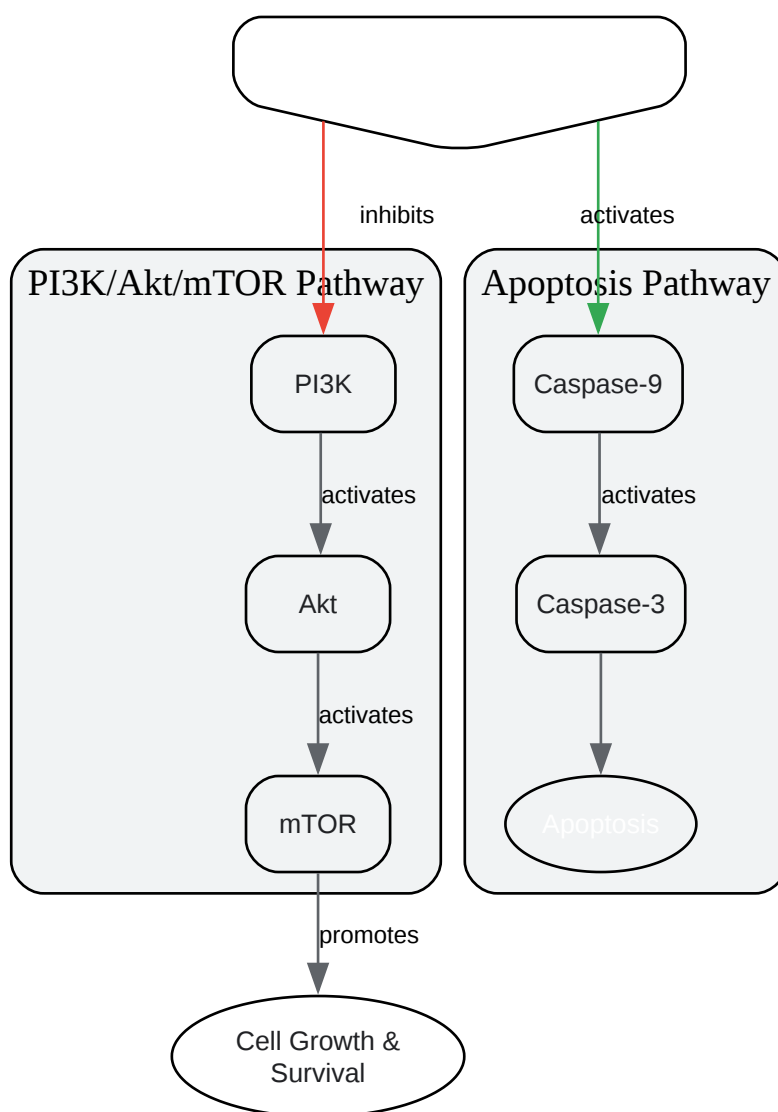 inhibits
activates
PI3K/Akt/mTOR Pathway
Apoptosis Pathway
PI3K
Caspase-9
activates
activates
Akt
Caspase-3
activates
mTOR
Apoptosis
promotes
Cell Growth &
Survival